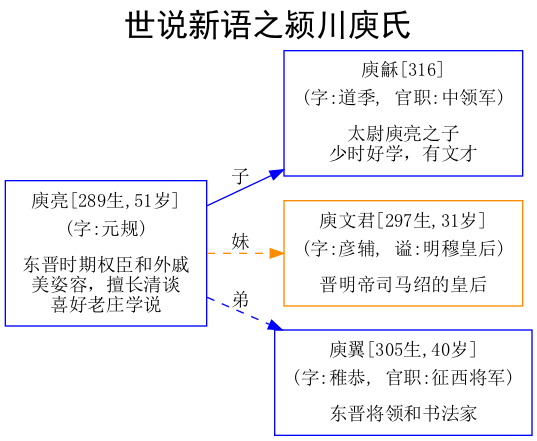 世说新语之颍川庾氏
庾龢[316]
(字:道季, 官职:中领军)
太尉庾亮之子
少时好学，有文才
子
庾亮[289生,51岁]
(字:元规)
东晋时期权臣和外戚
美姿容，擅长清谈
喜好老庄学说
妹
庾文君[297生,31岁]
(字:彦辅, 谥:明穆皇后)
晋明帝司马绍的皇后
弟
庾翼[305生,40岁]
(字:稚恭, 官职:征西将军)
东晋将领和书法家